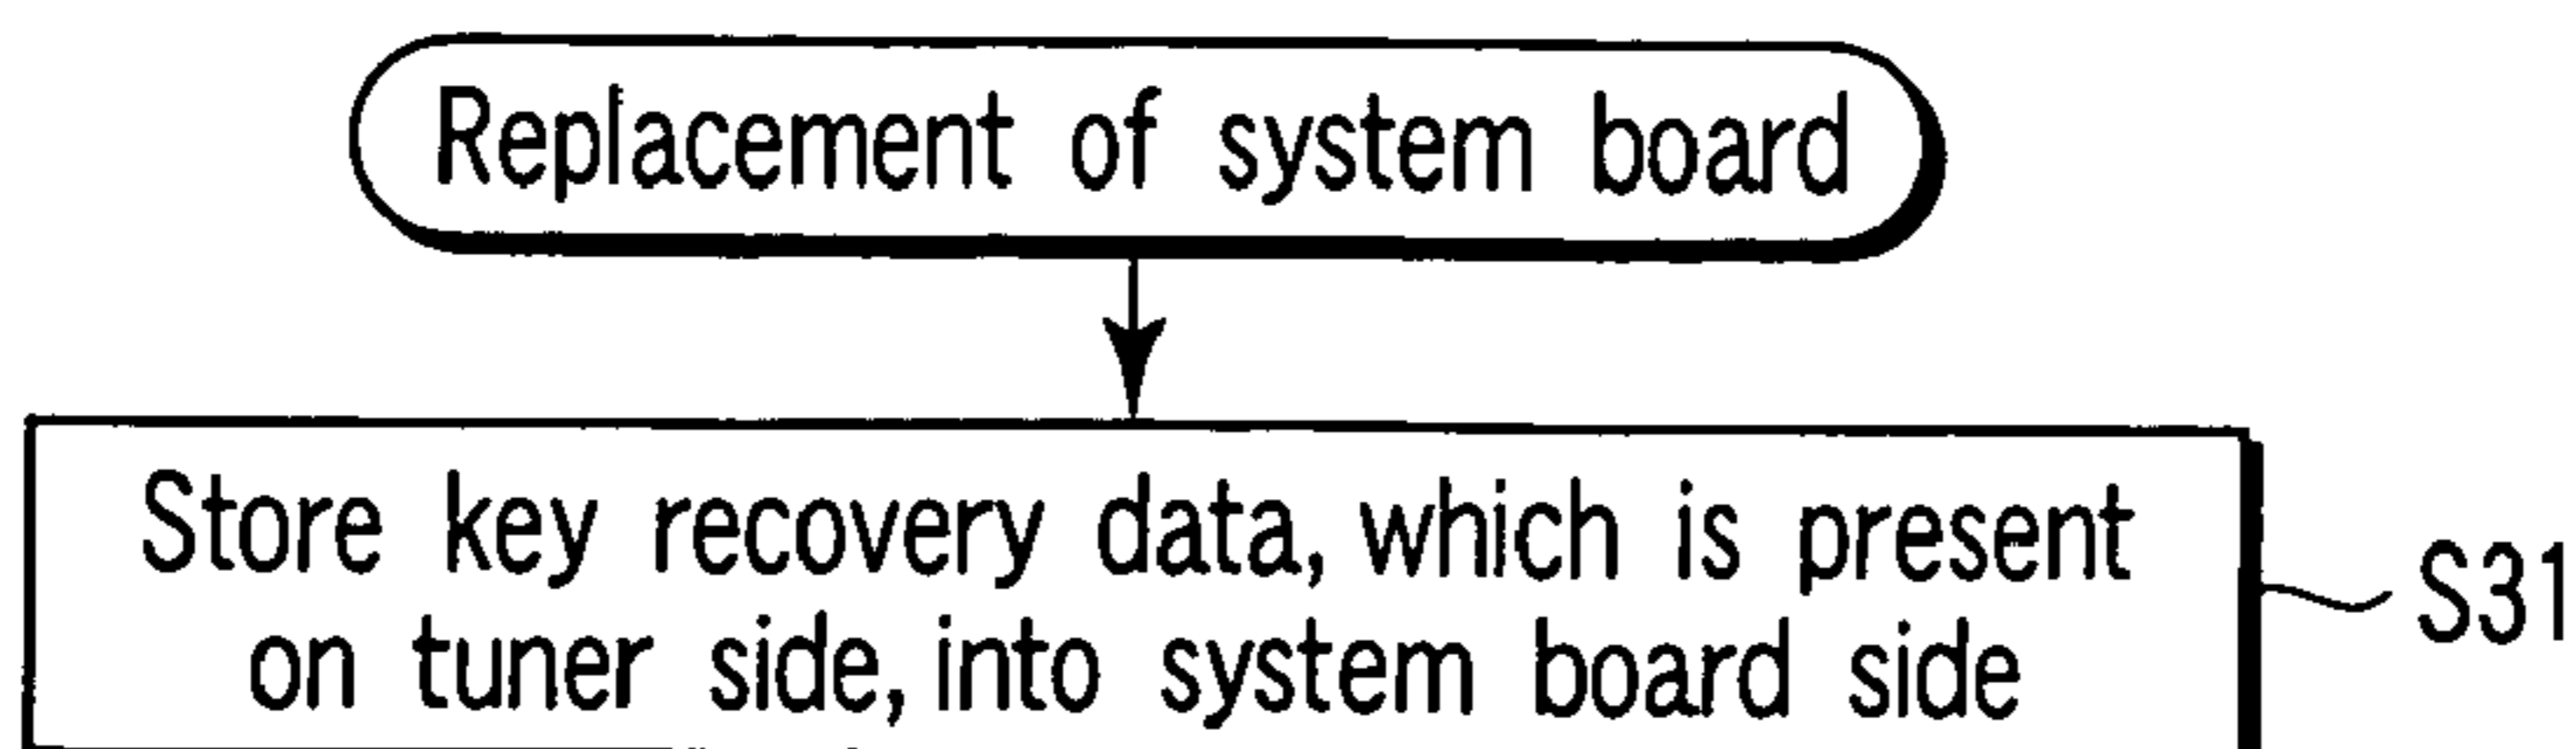 Replacement of system board
Store key recovery data, which is present
on tuner side, into system board side
S31